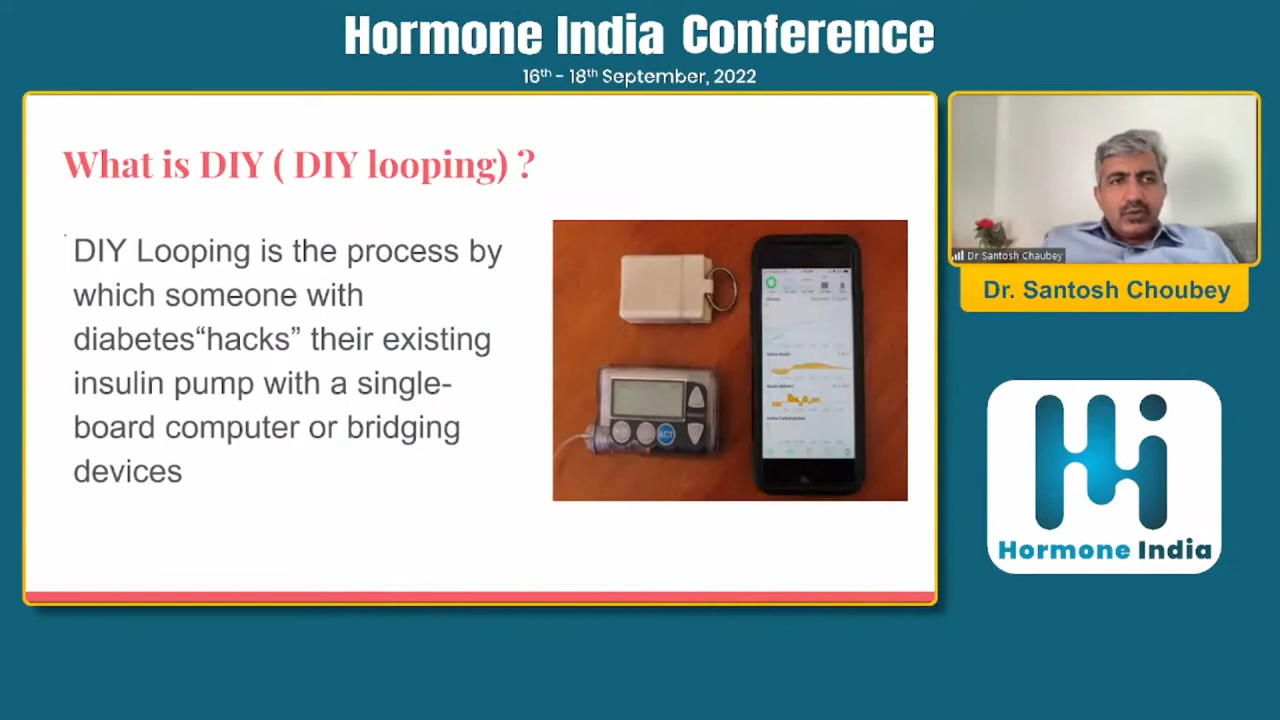 Hormone India Conference
16th - 18th September, 2022
What is DIY ( DIY looping) ?
DIY Looping is the process by
which someone with
diabetes“hacks” their existing
insulin pump with a single-
board computer or bridging
devices
ACT
Dr Santosh Chaubey
Dr. Santosh Choubey
Hormone India